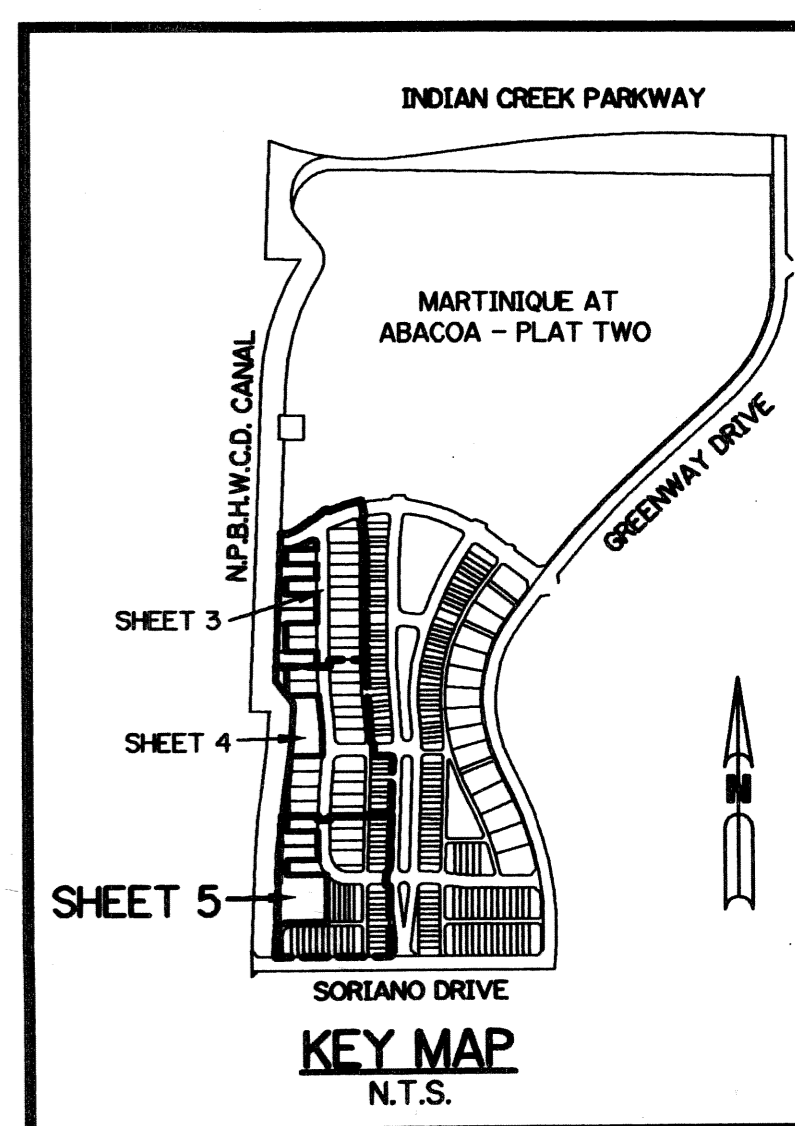 INDIAN CREEK PARKWAY
MARTINIQUE AT
ABACOA - PLAT TWO
N.P.B.H.W.C.D. CANAL
GREENWAY DRIVE
SHEET 3
SHEET 4
N
SHEET 5
SORIANO DRIVE
KEY MAP
N.T.S.